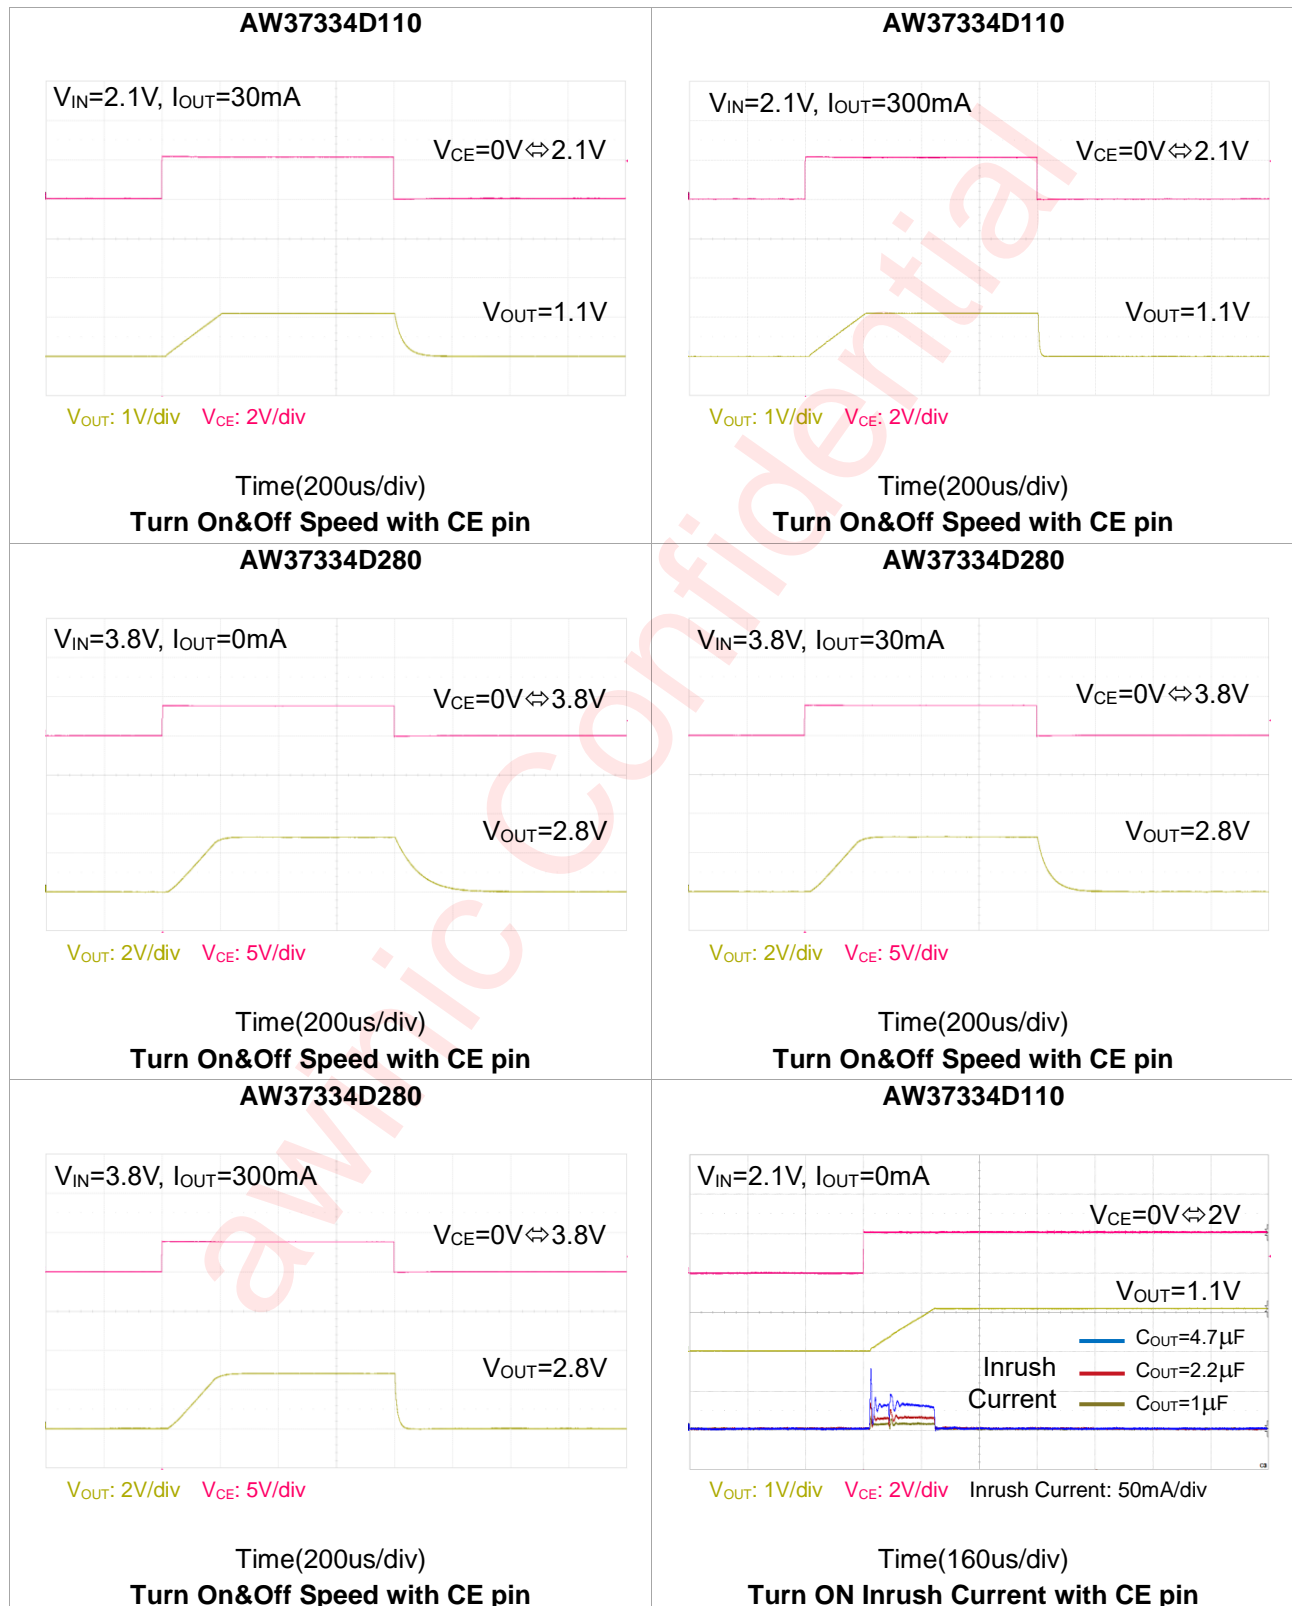 AW37334D110
VIN=2.1V, IOUT=30mA
VCE=0V⇔2.1V
VOUT=1.1V
VOUT: 1V/div VCE: 2V/div
Time(200us/div)
Turn On&Off Speed with CE pin
AW37334D110
VIN=2.1V, IOUT=300mA
VCE=0V⇔2.1V
VOUT=1.1V
VOUT: 1V/div VCE: 2V/div
Time(200us/div)
Turn On&Off Speed with CE pin
AW37334D280
VIN=3.8V, IOUT=0mA
VCE=0V⇔3.8V
VOUT=2.8V
VOUT: 2V/div VCE: 5V/div
Time(200us/div)
Turn On&Off Speed with CE pin
AW37334D280
VIN=3.8V, IOUT=30mA
VCE=0V⇔3.8V
VOUT=2.8V
VOUT: 2V/div VCE: 5V/div
Time(200us/div)
Turn On&Off Speed with CE pin
AW37334D280
VIN=3.8V, IOUT=300mA
VCE=0V⇔3.8V
VOUT=2.8V
VOUT: 2V/div VCE: 5V/div
Time(200us/div)
Turn On&Off Speed with CE pin
AW37334D110
VIN=2.1V, IOUT=0mA
VCE=0V⇔2V
VOUT=1.1V
COUT=4.7μF
Inrush
COUT=2.2μF
Current
COUT=1μF
VOUT: 1V/div VCE: 2V/div Inrush Current: 50mA/div
Time(160us/div)
Turn ON Inrush Current with CE pin
awinic Confidential